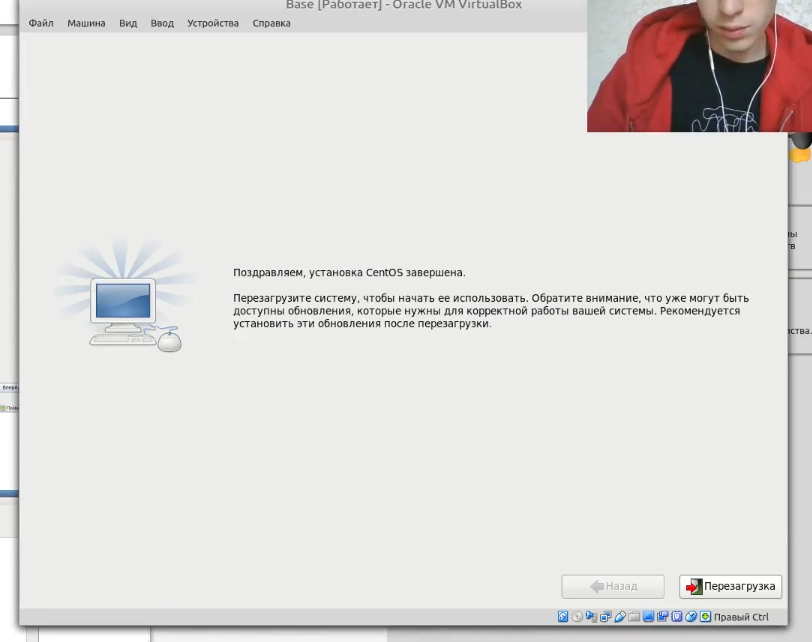 Base [Работает] - Oracle VM VirtualBox
Файл Машина Вид Ввод Устройства Справка
Поздравляем, установка CentOS завершена.
Перезагрузите систему, чтобы начать ее использовать. Обратите внимание, что уже могут быть
доступны обновления, которые нужны для корректной работы вашей системы. Рекомендуется
установить эти обновления после перезагрузки.
Назад Перезагрузка
Правый Ctrl